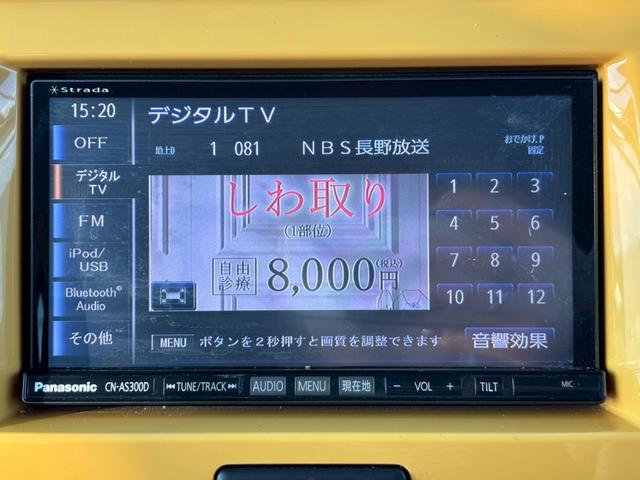 Strada
15:20
デジタルTV
OFF
地上D 1 081 NBS長野放送
おでかけ.P
固定
デジタル
TV
FM
iPod/
USB
Bluetooth®
Audio
その他
しわ取り
(1部位)
自由
診療
8,000円
(税込)
1 2 3
4 5 6
7 8 9
10 11 12
MENU ボタンを2秒押すと画質を調整できます
音響効果
Panasonic CN-AS300D TUNE/TRACK AUDIO MENU 現在地 − VOL + TILT MIC